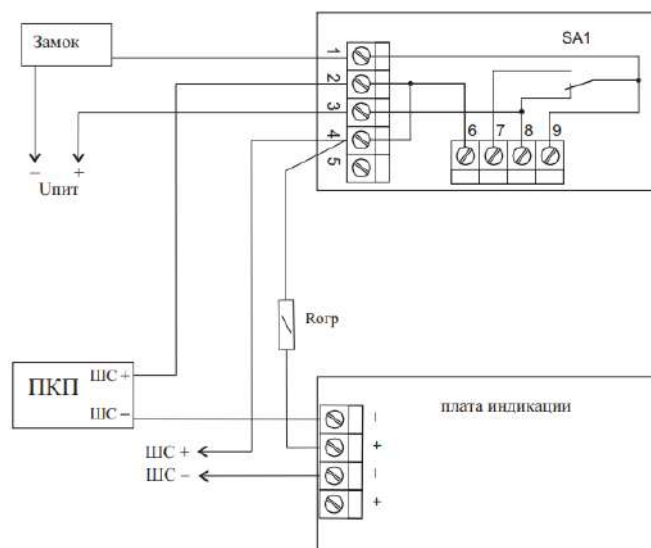 Замок
SA1
1
2
3
4
5
6 7 8 9
– +
Uпит
Rогр
ПКП
ШС +
ШС –
плата индикации
–
+
–
+
ШС +
ШС –